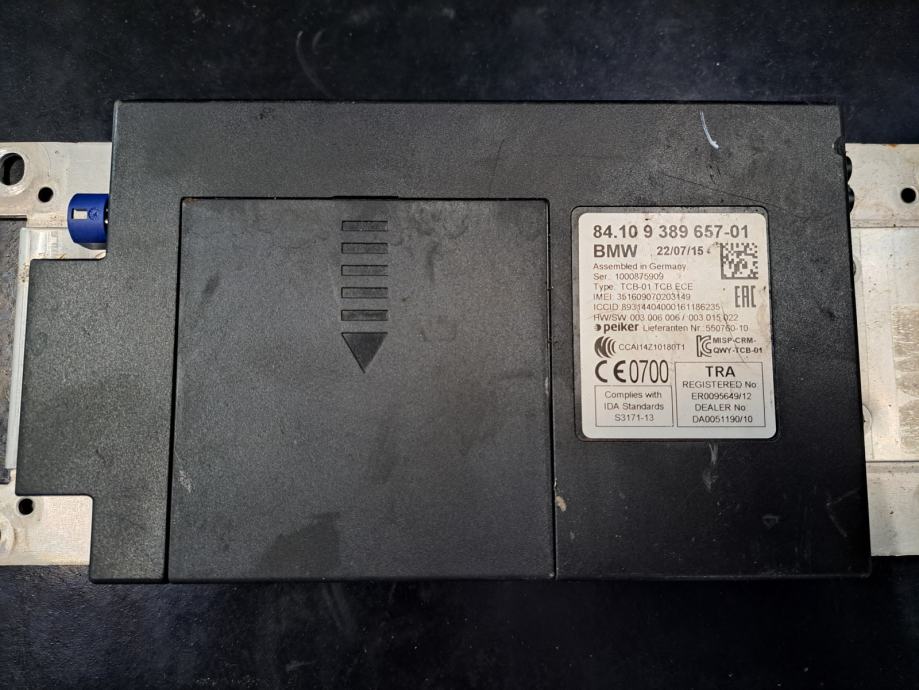 84.10 9 389 657-01
BMW 22/07/15
Assembled in Germany
Ser.: 1000875909
Type.: TCB-01 TCB ECE
IMEI: 351609070203149
ICCID: 89314404000161186235
HW/SW: 003.006.006 / 003.015.022
peiker Lieferanten Nr.: 550760-10
EAC
CCAI14Z10180T1
MISP-CRM-
QWY-TCB-01
CE0700
Complies with
IDA Standards
S3171-13
TRA
REGISTERED No
ER0095649/12
DEALER No
DA0051190/10